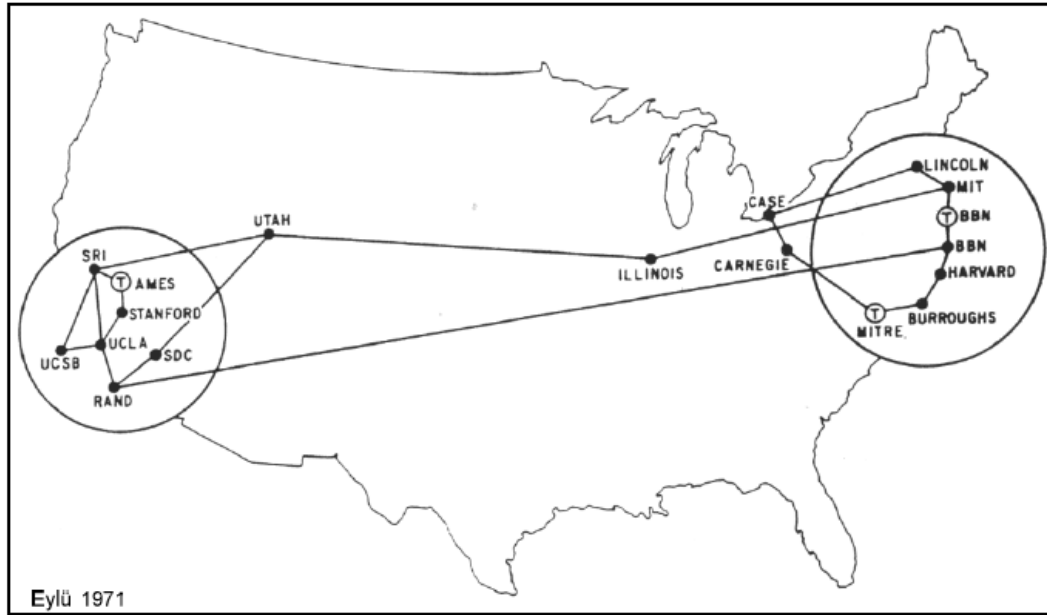 LINCOLN
MIT
CASE
T BBN
UTAH
BBN
SRI
ILLINOIS
CARNEGIE
HARVARD
T AMES
STANFORD
T
BURROUGHS
MITRE
UCLA
SDC
UCSB
RAND
Eylü 1971